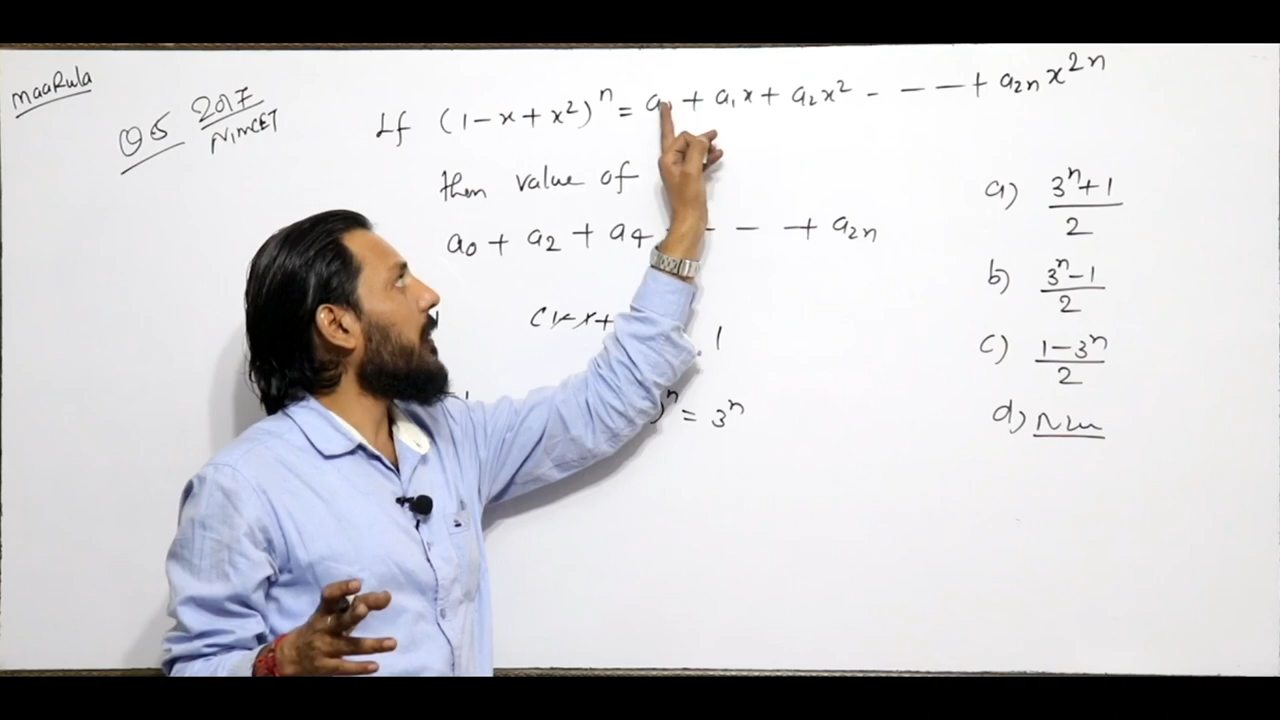 maaRula
Q5 2017
NIMCET
If (1-x+x²)ⁿ = a₀ + a₁x + a₂x² - - - - + a₂ₙx²ⁿ
then value of
a₀ + a₂ + a₄ - - + a₂ₙ
1
)ⁿ = 3ⁿ
a) (3ⁿ+1)/2
b) (3ⁿ-1)/2
c) (1-3ⁿ)/2
d)